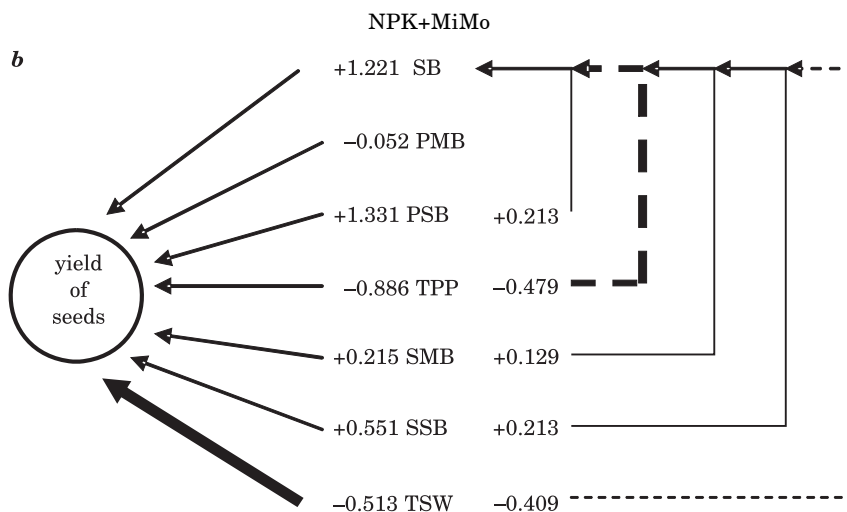 NPK+MiMo
b
+1.221 SB
–0.052 PMB
+1.331 PSB +0.213
–0.886 TPP –0.479
+0.215 SMB +0.129
+0.551 SSB +0.213
–0.513 TSW –0.409
yield
of
seeds